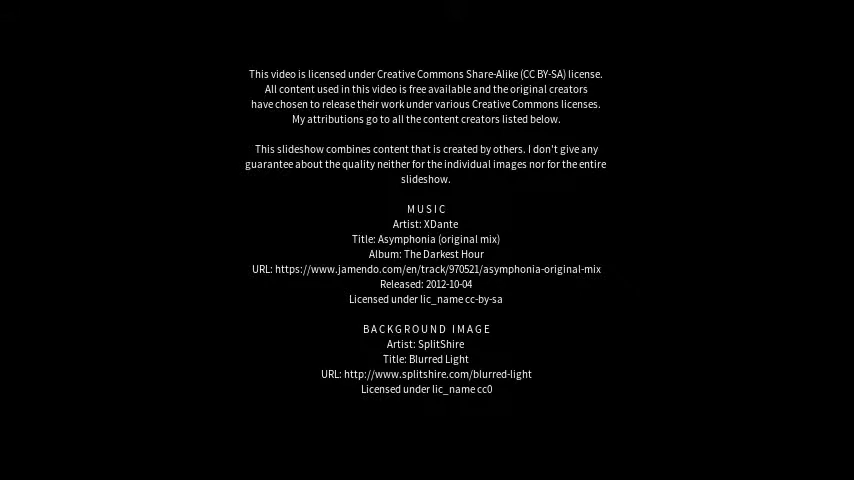 This video is licensed under Creative Commons Share-Alike (CC BY-SA) license.
All content used in this video is free available and the original creators
have chosen to release their work under various Creative Commons licenses.
My attributions go to all the content creators listed below.
This slideshow combines content that is created by others. I don't give any
guarantee about the quality neither for the individual images nor for the entire
slideshow.
MUSIC
Artist: XDante
Title: Asymphonia (original mix)
Album: The Darkest Hour
URL: https://www.jamendo.com/en/track/970521/asymphonia-original-mix
Released: 2012-10-04
Licensed under lic_name cc-by-sa
BACKGROUND IMAGE
Artist: SplitShire
Title: Blurred Light
URL: http://www.splitshire.com/blurred-light
Licensed under lic_name cc0